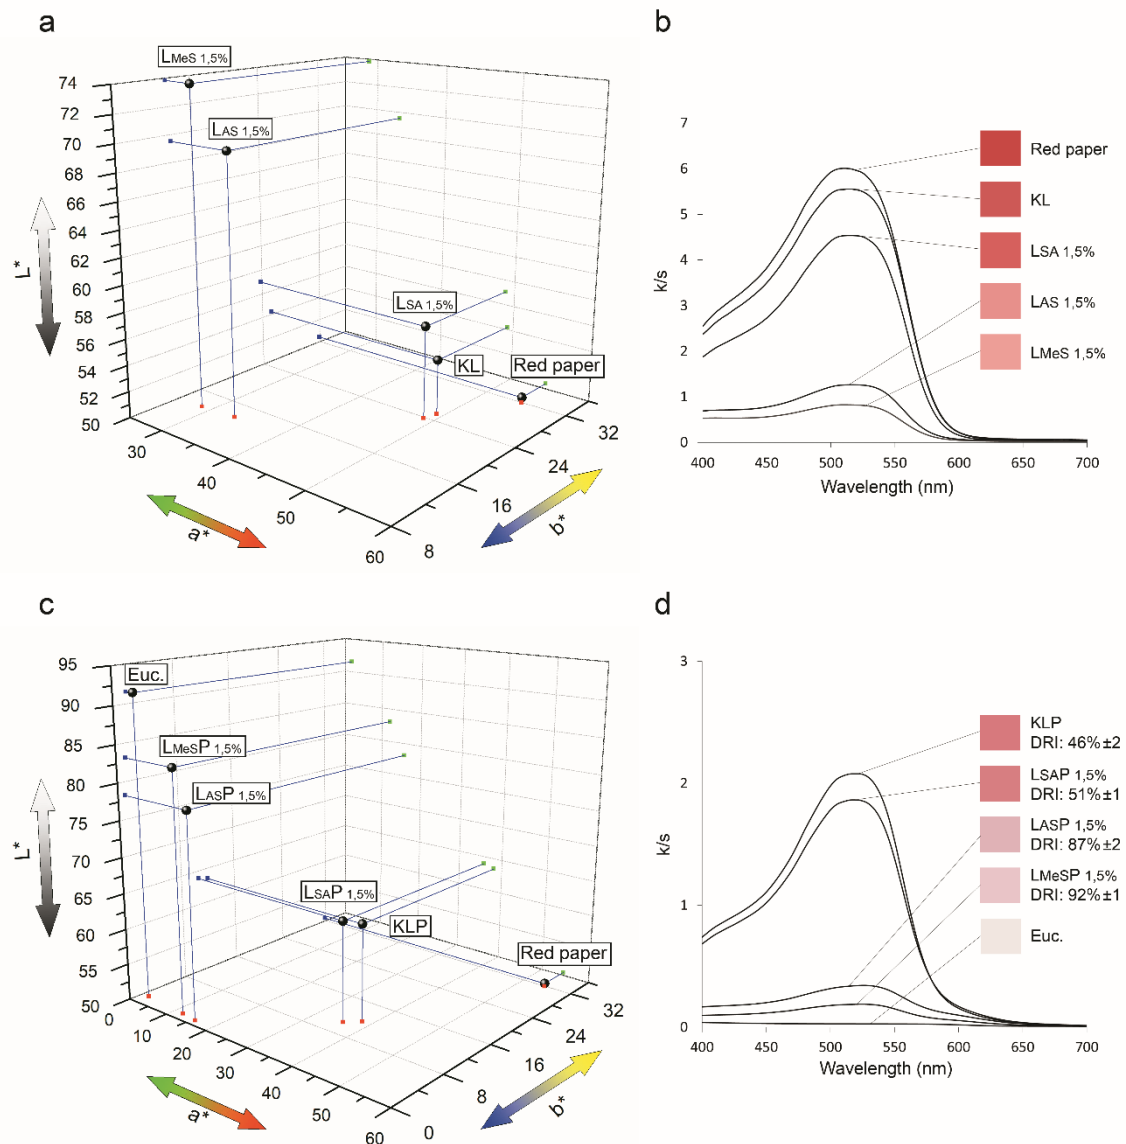 a
LMeS 1,5%
LAS 1,5%
LSA 1,5%
KL
Red paper
74
72
70
68
66
64
62
60
58
56
54
52
50
L*
30
40
50
60
a*
8
16
24
32
b*
b
7
6
5
4
3
2
1
0
k/s
400
450
500
550
600
650
700
Wavelength (nm)
Red paper
KL
LSA 1,5%
LAS 1,5%
LMeS 1,5%
c
Euc.
LMeSP 1,5%
LASP 1,5%
LSAP 1,5%
KLP
Red paper
95
90
85
80
70
65
60
55
50
L*
0
10
20
30
40
50
60
a*
0
8
16
24
32
b*
d
3
2
1
0
k/s
400
450
500
550
600
650
700
Wavelength (nm)
KLP
DRI: 46%±2
LSAP 1,5%
DRI: 51%±1
LASP 1,5%
DRI: 87%±2
LMeSP 1,5%
DRI: 92%±1
Euc.